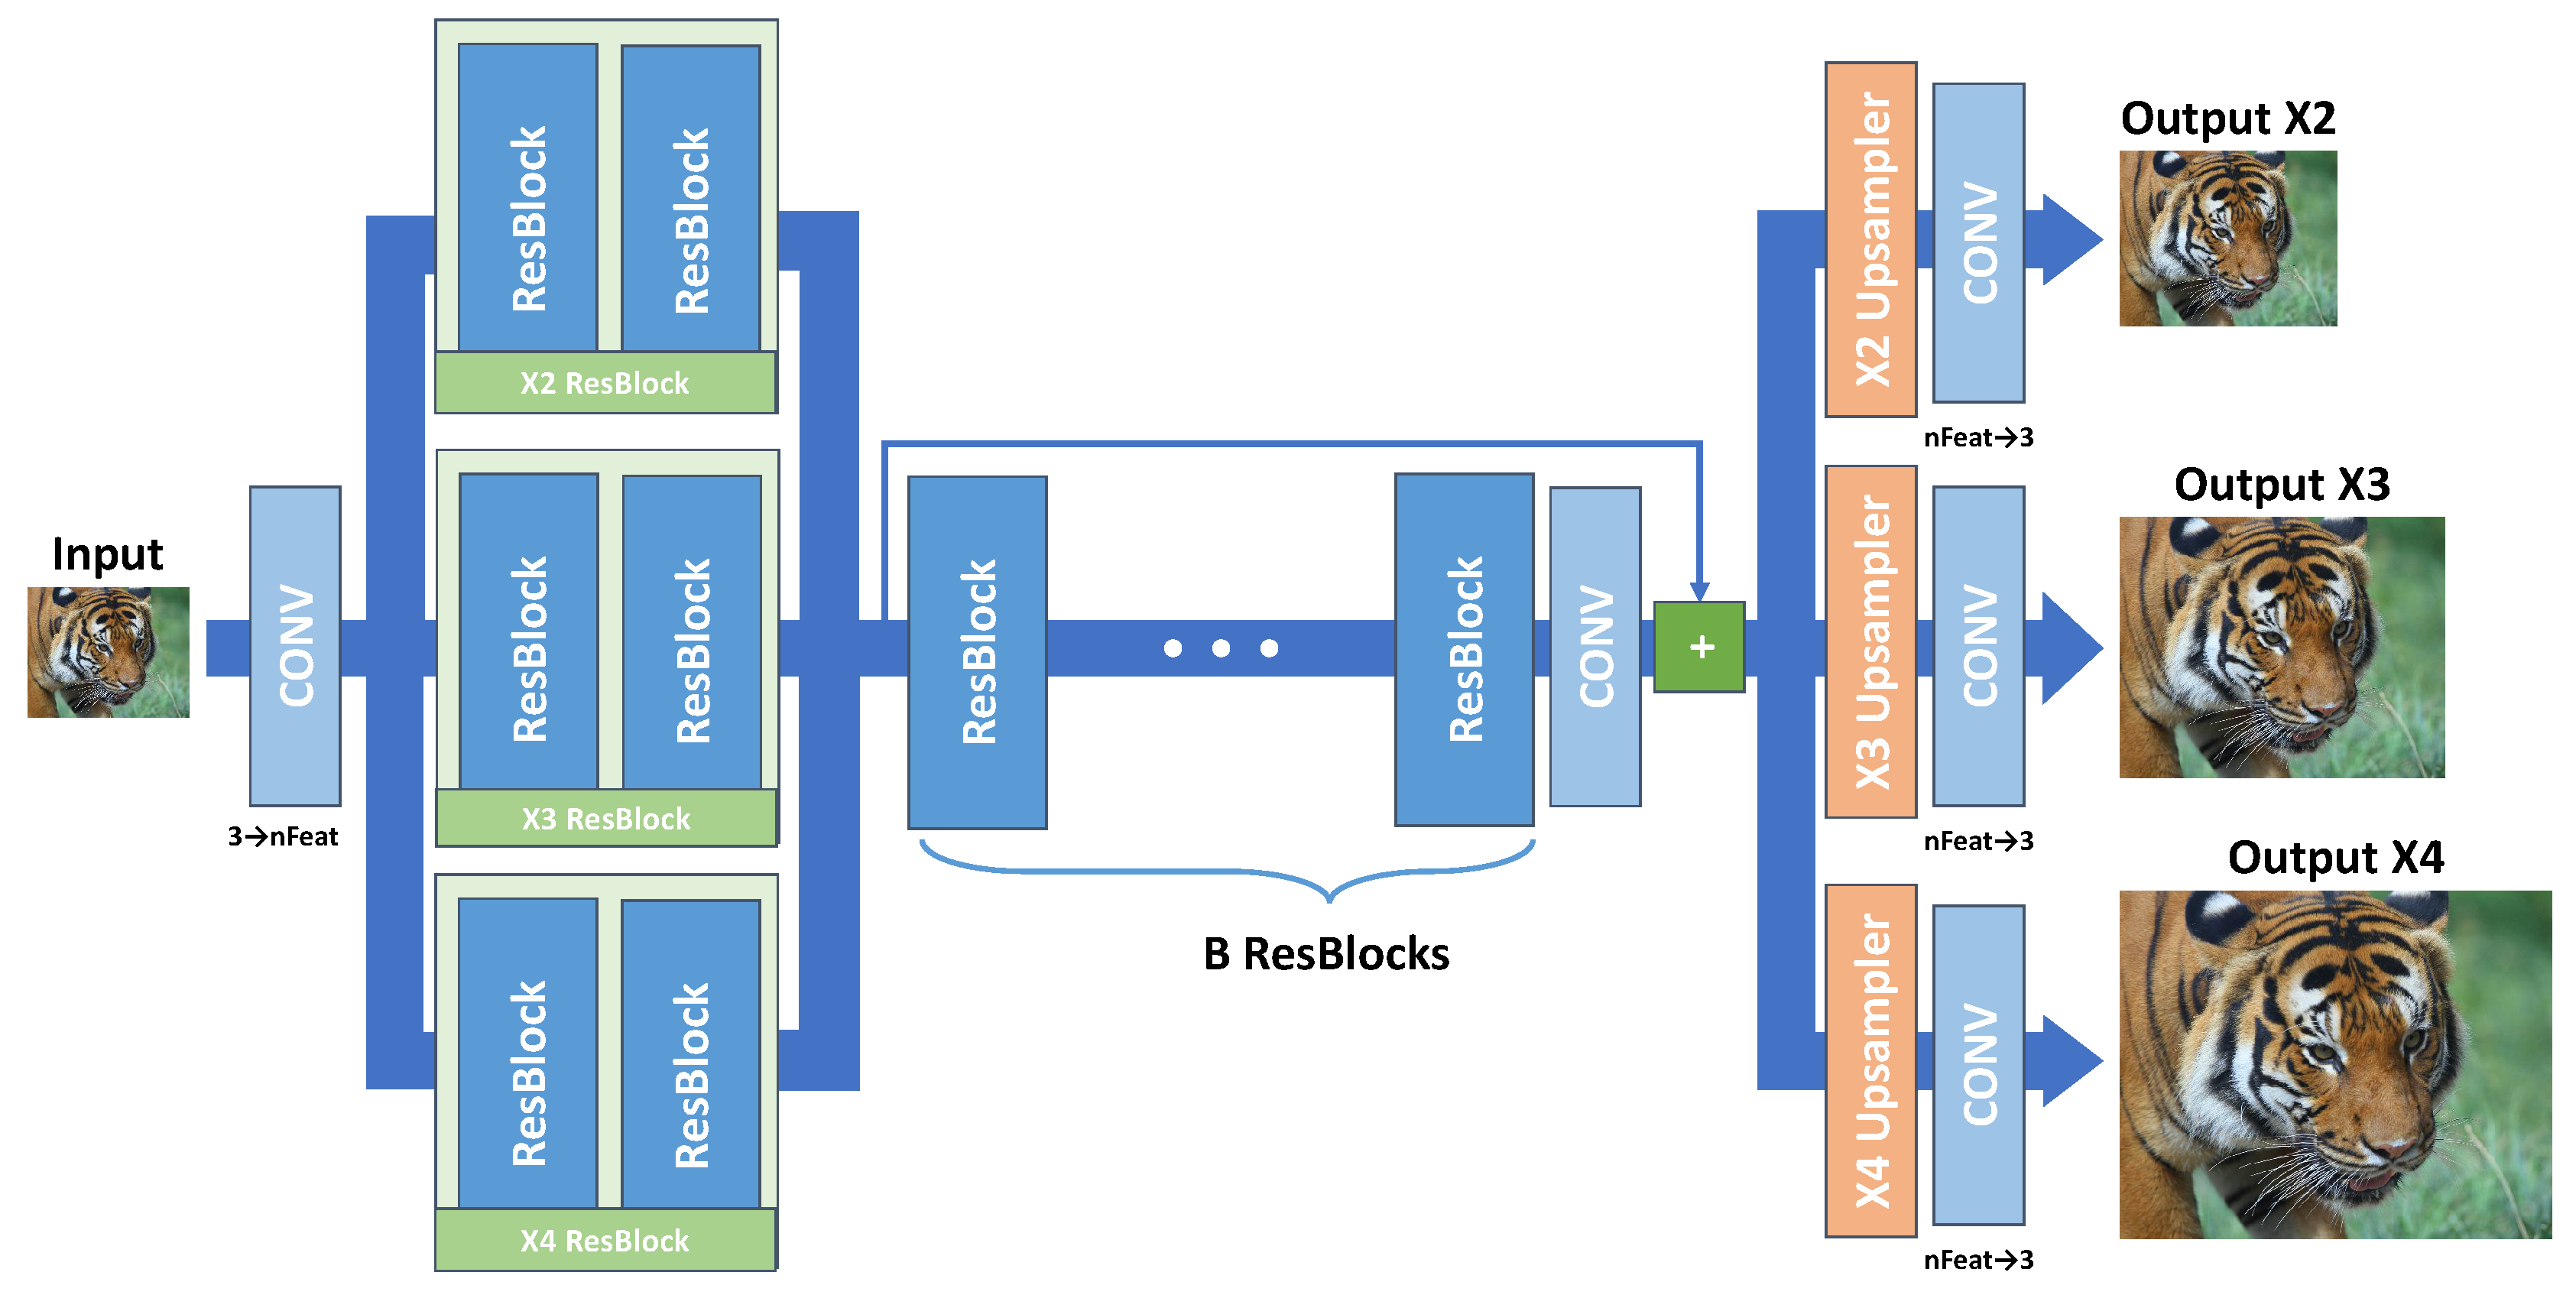 Input
CONV
3→nFeat
ResBlock
ResBlock
X2 ResBlock
ResBlock
ResBlock
X3 ResBlock
ResBlock
ResBlock
X4 ResBlock
ResBlock
ResBlock
CONV
+
B ResBlocks
X2 Upsampler
CONV
nFeat→3
Output X2
X3 Upsampler
CONV
nFeat→3
Output X3
X4 Upsampler
CONV
nFeat→3
Output X4